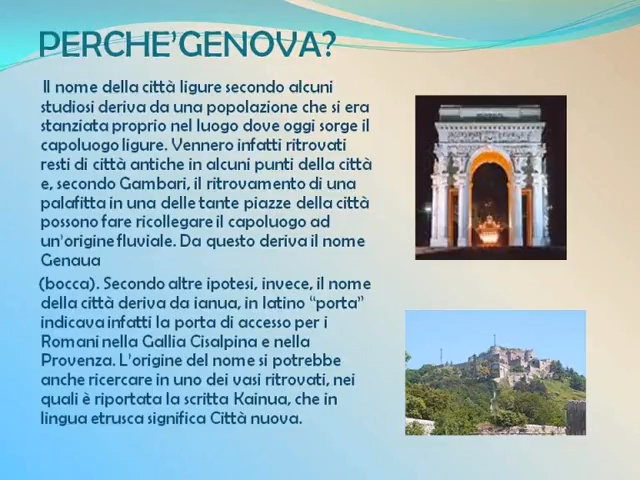 PERCHE'GENOVA?
Il nome della città ligure secondo alcuni
studiosi deriva da una popolazione che si era
stanziata proprio nel luogo dove oggi sorge il
capoluogo ligure. Vennero infatti ritrovati
resti di città antiche in alcuni punti della città
e, secondo Gambari, il ritrovamento di una
palafitta in una delle tante piazze della città
possono fare ricollegare il capoluogo ad
un'origine fluviale. Da questo deriva il nome
Genaua
(bocca). Secondo altre ipotesi, invece, il nome
della città deriva da ianua, in latino “porta”
indicava infatti la porta di accesso per i
Romani nella Gallia Cisalpina e nella
Provenza. L'origine del nome si potrebbe
anche ricercare in uno dei vasi ritrovati, nei
quali è riportata la scritta Kainua, che in
lingua etrusca significa Città nuova.